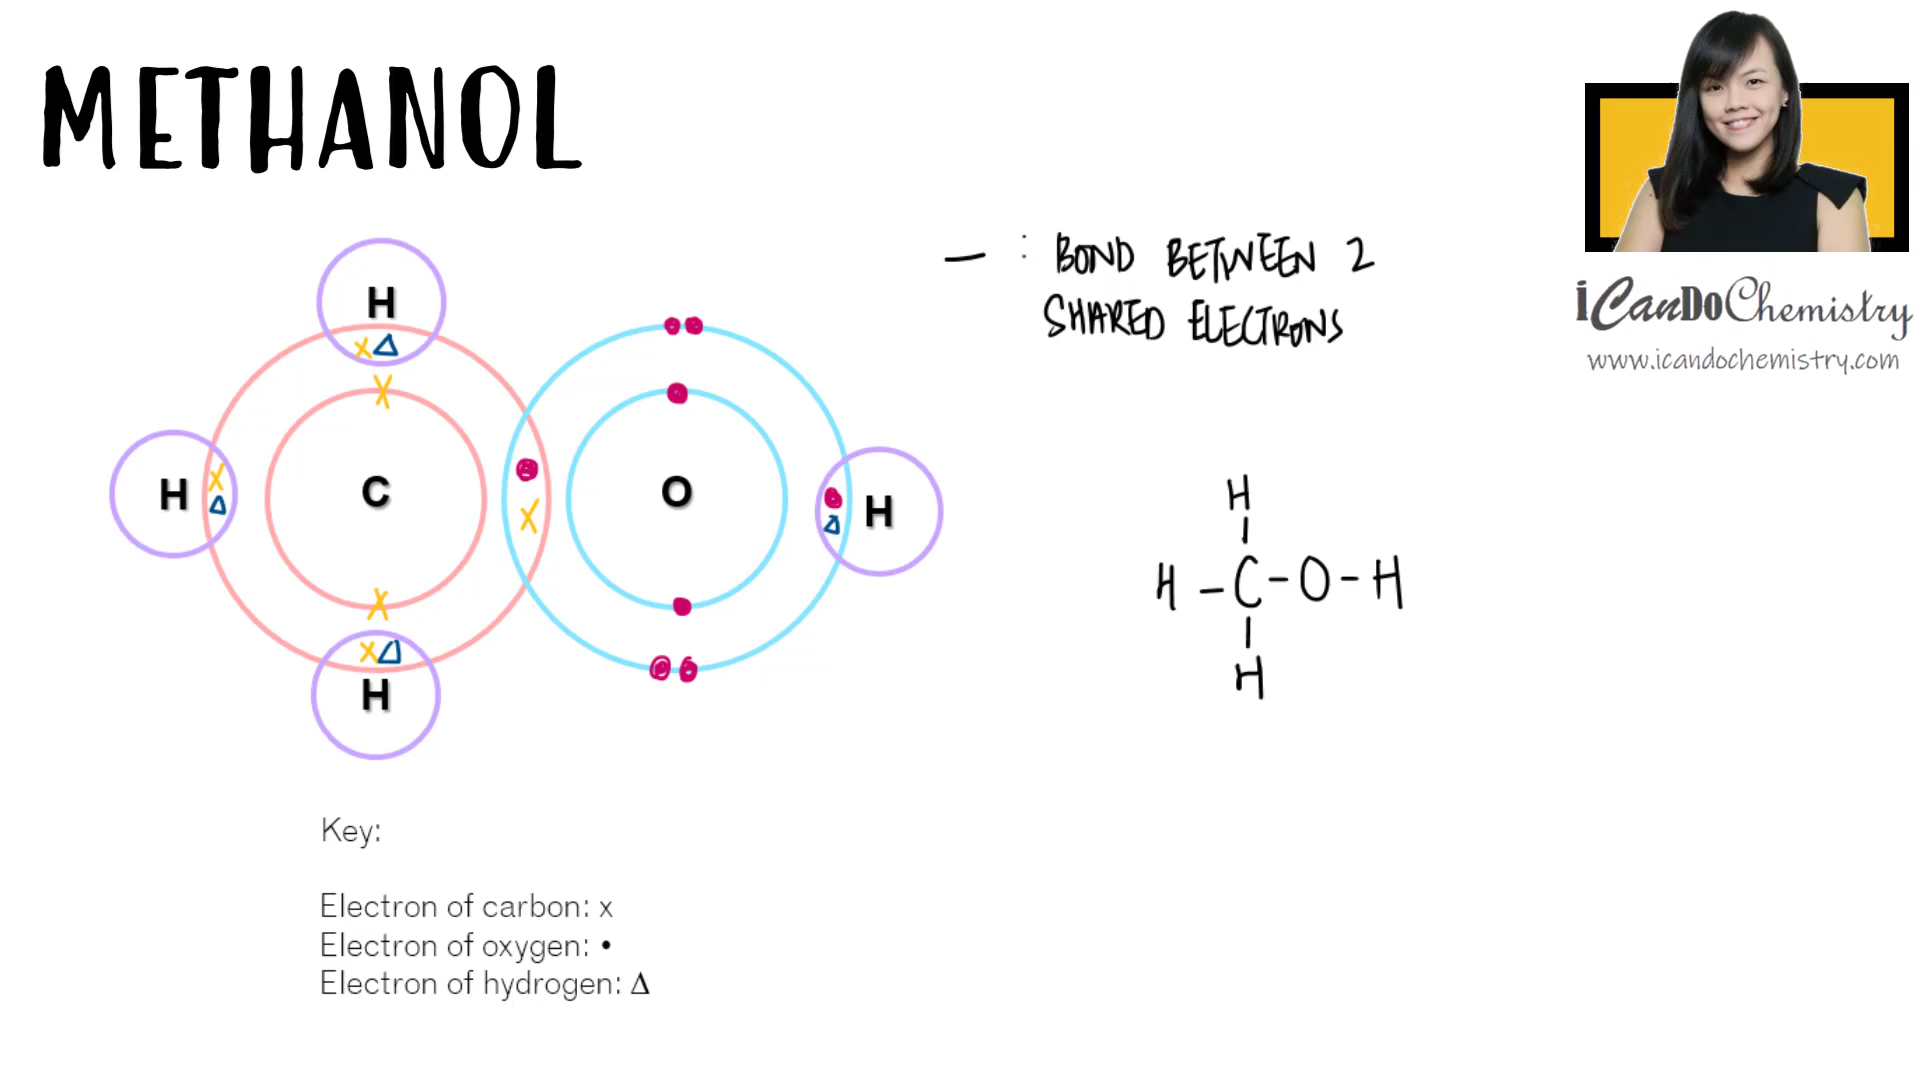 METHANOL
iCanDoChemistry
www.icandochemistry.com
— : BOND BETWEEN 2
SHARED ELECTRONS
H
H C O H
H
H
H – C – O – H
H
Key:
Electron of carbon: x
Electron of oxygen: •
Electron of hydrogen: Δ